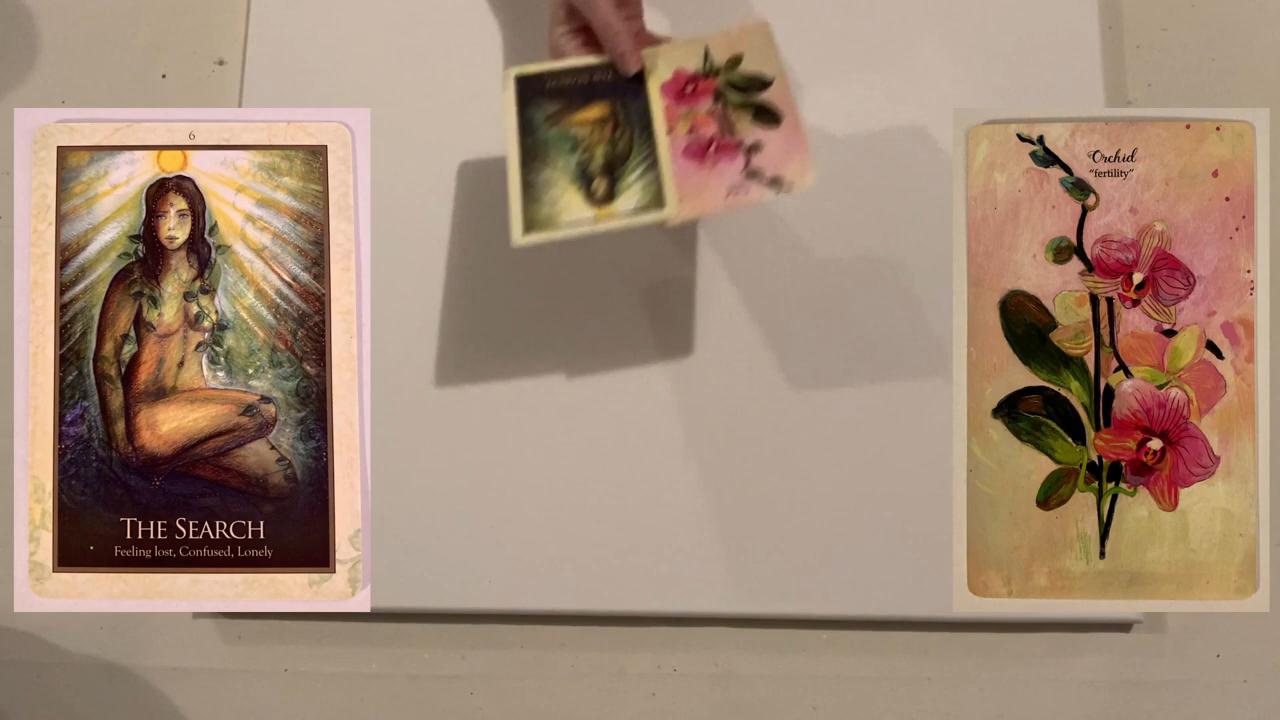 6
THE SEARCH
Feeling lost, Confused, Lonely
Orchid
"fertility"